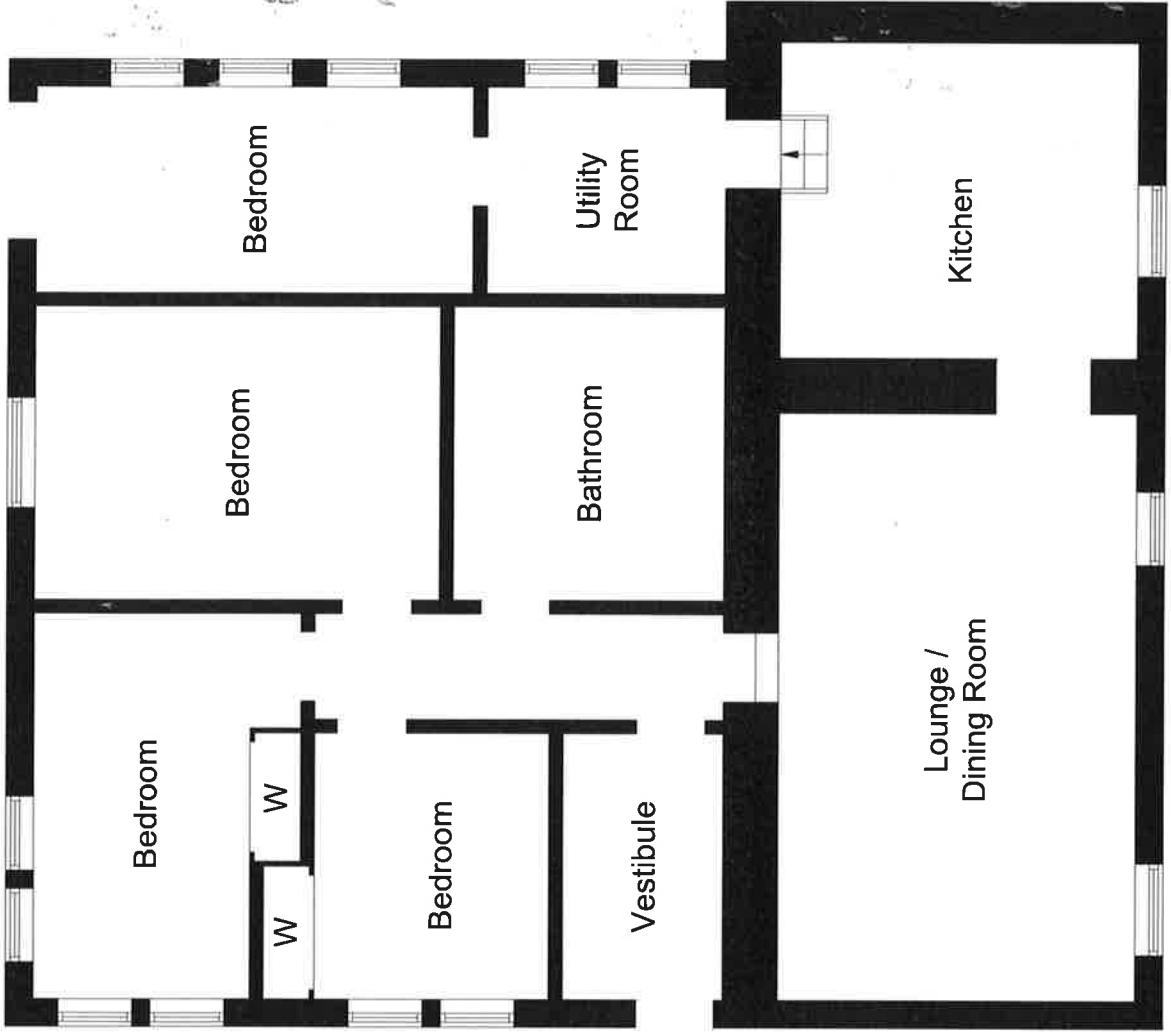 Bedroom
Utility
Room
Kitchen
Bedroom
Bathroom
Bedroom
W
W
Bedroom
Vestibule
Lounge /
Dining Room